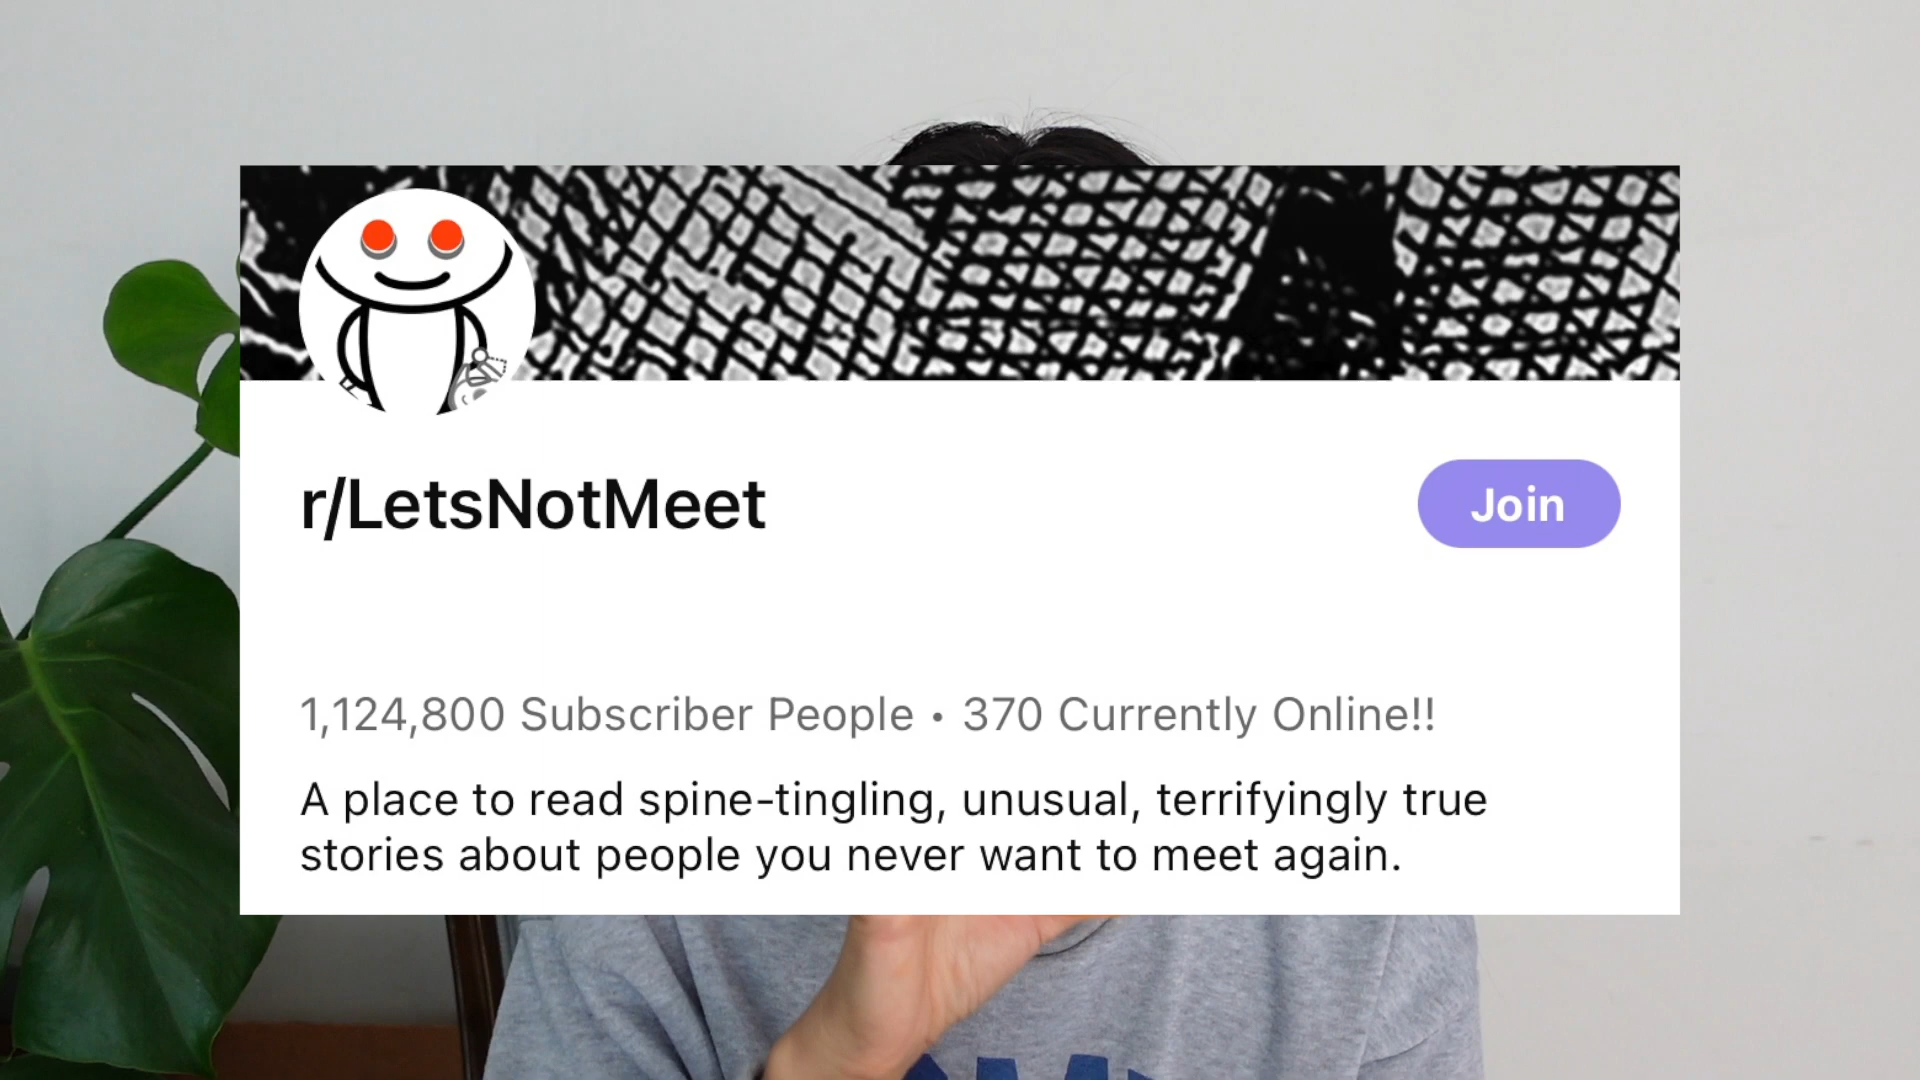 r/LetsNotMeet
Join
1,124,800 Subscriber People • 370 Currently Online!!
A place to read spine-tingling, unusual, terrifyingly true
stories about people you never want to meet again.